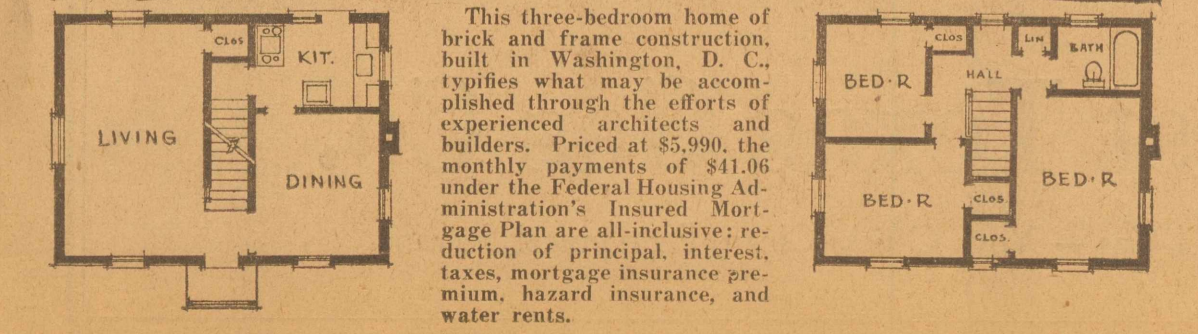 CLOS
KIT.
LIVING
DINING
This three-bedroom home of
brick and frame construction,
built in Washington, D. C.,
typifies what may be accom-
plished through the efforts of
experienced architects and
builders. Priced at $5,990, the
monthly payments of $41.06
under the Federal Housing Ad-
ministration's Insured Mort-
gage Plan are all-inclusive: re-
duction of principal, interest,
taxes, mortgage insurance pre-
mium, hazard insurance, and
water rents.
CLOS
LIN
BATH
BED·R
HALL
BED·R
CLOS.
BED·R
CLOS.